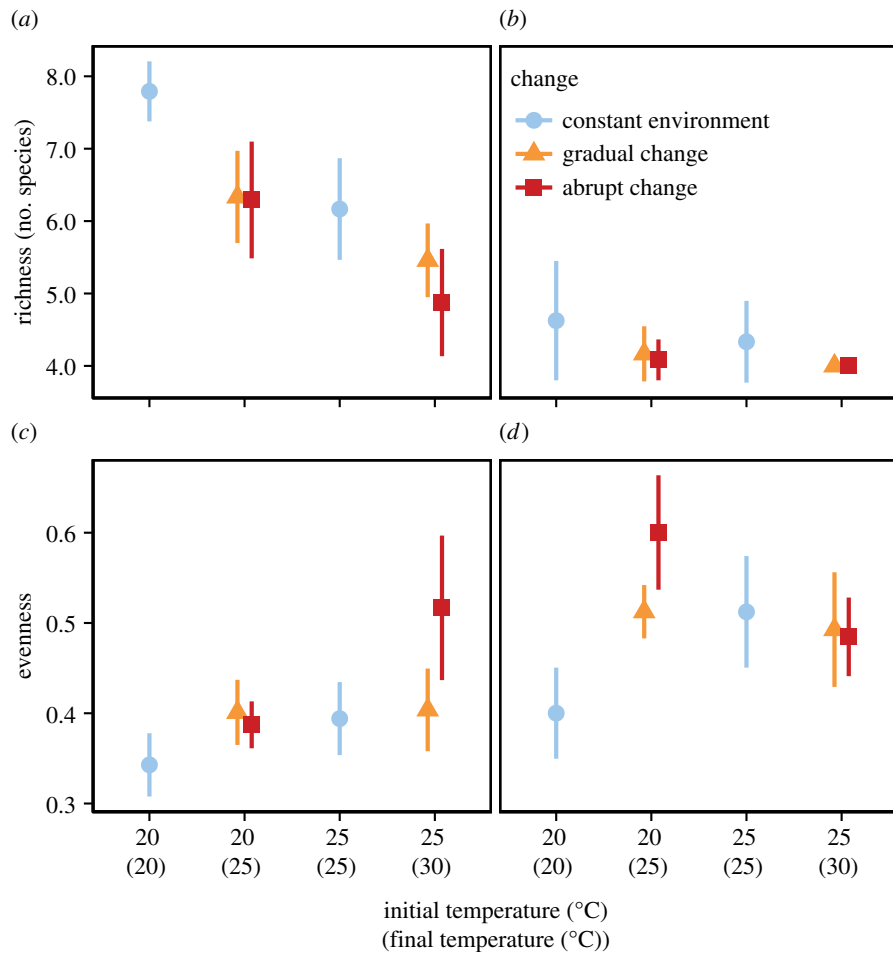 (a)
(b)
richness (no. species)
8.0
7.0
6.0
5.0
4.0
change
constant environment
gradual change
abrupt change
(c)
(d)
evenness
0.6
0.5
0.4
0.3
20 20 25 25
(20) (25) (25) (30)
20 20 25 25
(20) (25) (25) (30)
initial temperature (°C)
(final temperature (°C))